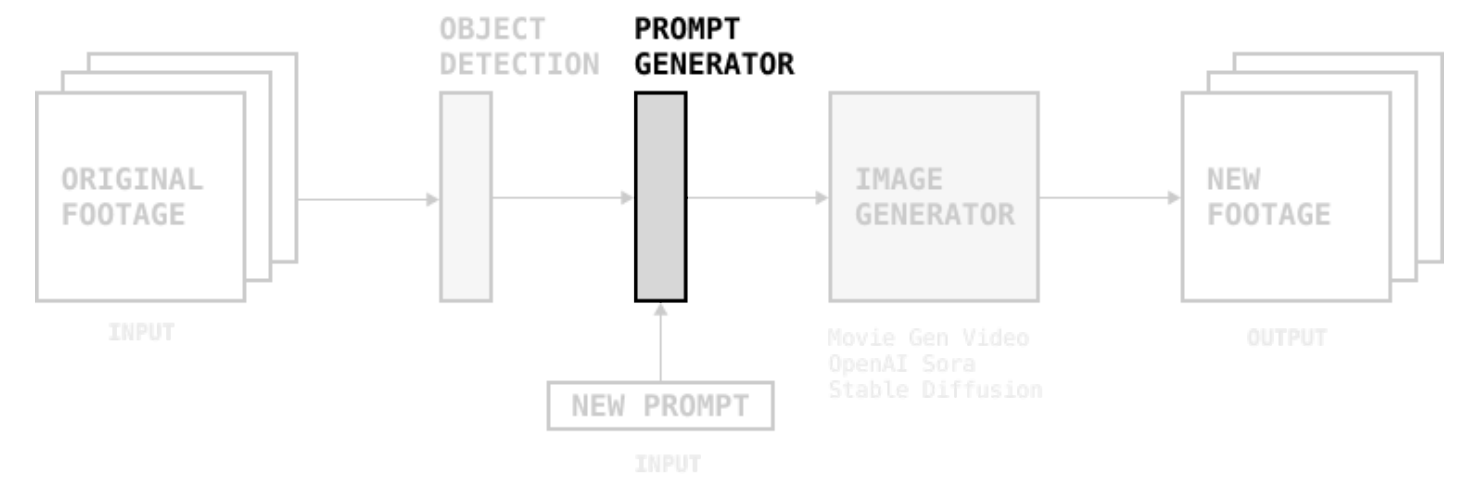 OBJECT
DETECTION
PROMPT
GENERATOR
ORIGINAL
FOOTAGE
IMAGE
GENERATOR
NEW
FOOTAGE
INPUT
Movie Gen Video
OpenAI Sora
Stable Diffusion
OUTPUT
NEW PROMPT
INPUT